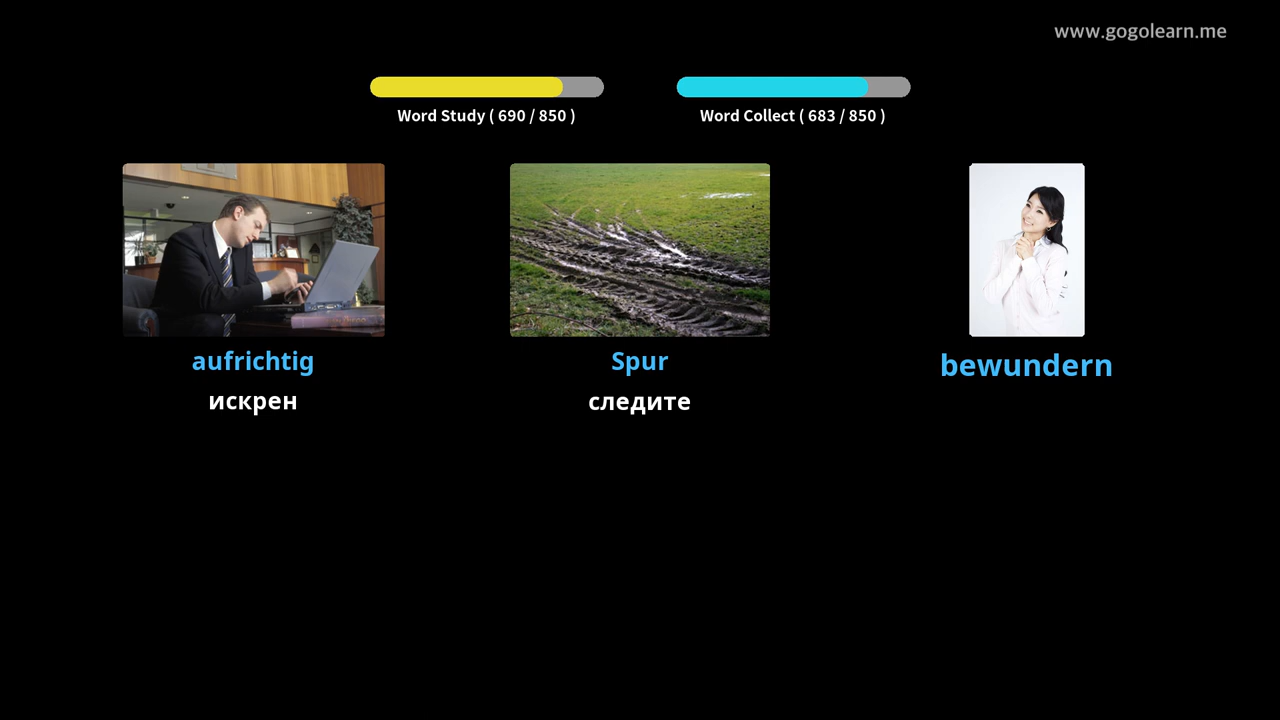 www.gogolearn.me
Word Study ( 690 / 850 )
Word Collect ( 683 / 850 )
aufrichtig
Spur
bewundern
искрен
следите